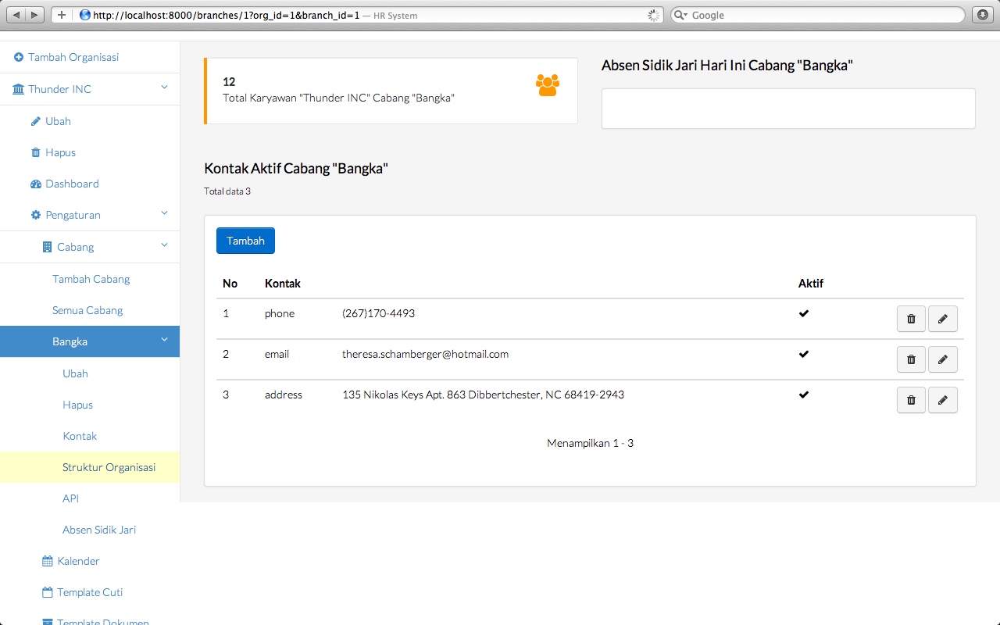 http://localhost:8000/branches/1?org_id=1&branch_id=1 — HR System
Google
Tambah Organisasi
Thunder INC
Ubah
Hapus
Dashboard
Pengaturan
Cabang
Tambah Cabang
Semua Cabang
Bangka
Ubah
Hapus
Kontak
Struktur Organisasi
API
Absen Sidik Jari
Kalender
Template Cuti
Template Dokumen
12
Total Karyawan "Thunder INC" Cabang "Bangka"
Absen Sidik Jari Hari Ini Cabang "Bangka"
Kontak Aktif Cabang "Bangka"
Total data 3
Tambah
No Kontak Aktif
1 phone (267)170-4493
2 email theresa.schamberger@hotmail.com
3 address 135 Nikolas Keys Apt. 863 Dibbertchester, NC 68419-2943
Menampilkan 1 - 3